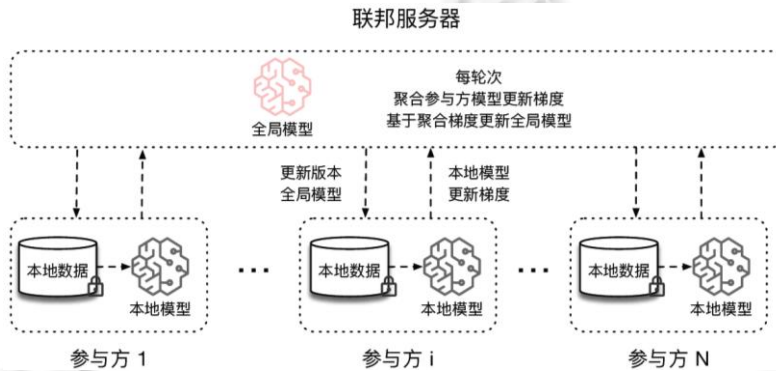 联邦服务器
每轮次
聚合参与方模型更新梯度
基于聚合梯度更新全局模型
全局模型
更新版本
全局模型
本地模型
更新梯度
本地数据
本地模型
...
本地数据
本地模型
...
本地数据
本地模型
参与方 1
参与方 i
参与方 N